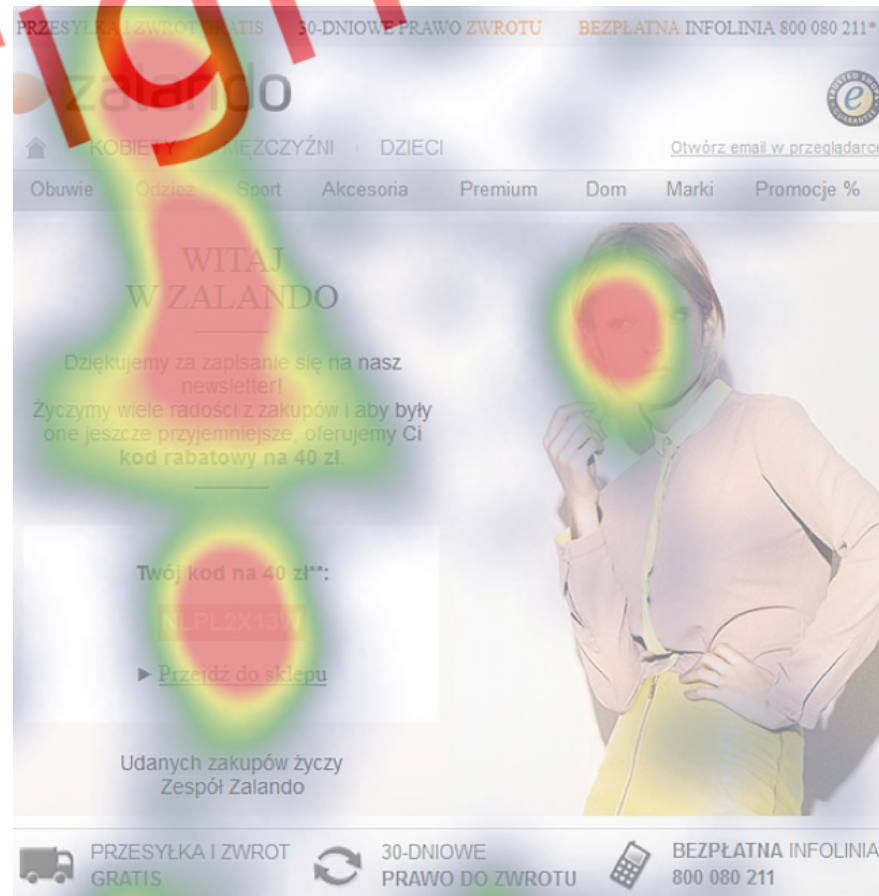 PRZESYŁKA I ZWROT GRATIS 30-DNIOWE PRAWO ZWROTU BEZPŁATNA INFOLINIA 800 080 211*
zalando
TRUSTED SHOPS GUARANTEE
KOBIETY MĘŻCZYŹNI DZIECI
Otwórz email w przeglądarce
Obuwie Odzież Sport Akcesoria Premium Dom Marki Promocje %
WITAJ
W ZALANDO
Dziękujemy za zapisanie się na nasz
newsletter!
Życzymy wiele radości z zakupów i aby były
one jeszcze przyjemniejsze, oferujemy Ci
kod rabatowy na 40 zł.
Twój kod na 40 zł**:
NLPL2X13W
► Przejdź do sklepu
Udanych zakupów życzy
Zespół Zalando
PRZESYŁKA I ZWROT
GRATIS
30-DNIOWE
PRAWO DO ZWROTU
BEZPŁATNA INFOLINIA
800 080 211